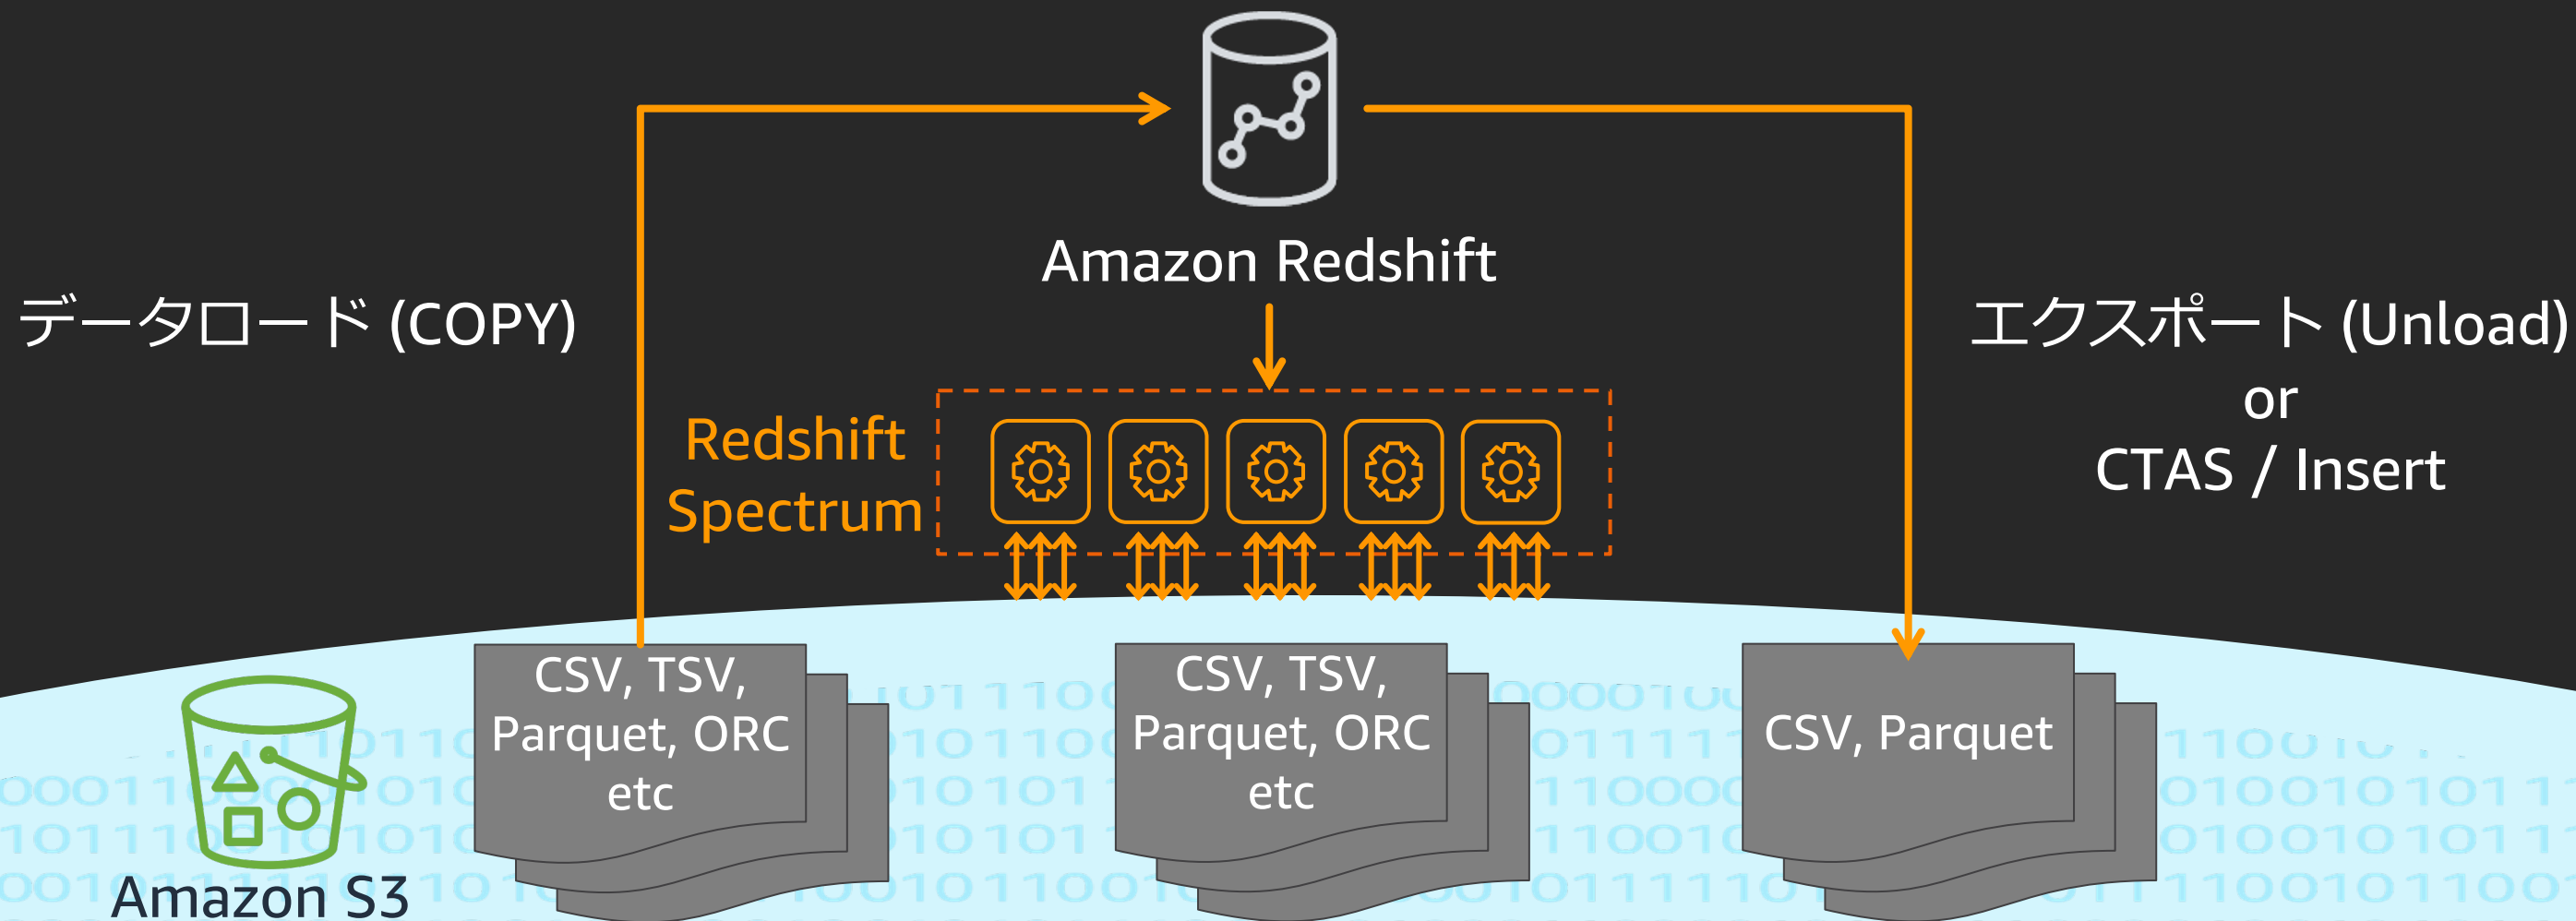 Amazon Redshift
データロード (COPY)
エクスポート (Unload)
or
CTAS / Insert
Redshift
Spectrum
CSV, TSV,
Parquet, ORC
etc
CSV, TSV,
Parquet, ORC
etc
CSV, Parquet
Amazon S3